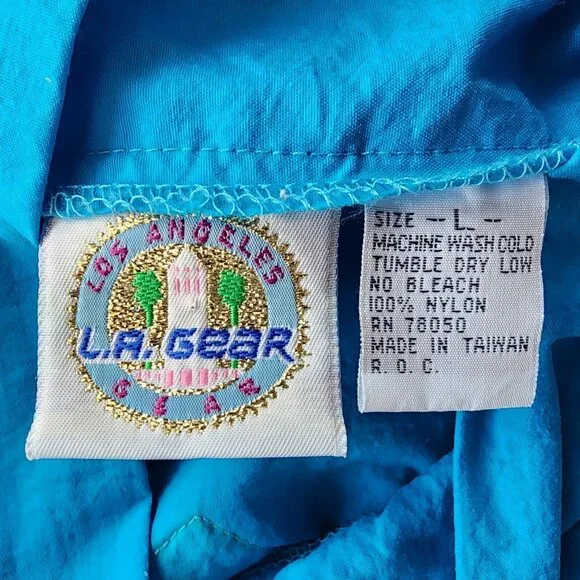 LOS ANGELES
L.A. GEAR
GEAR
SIZE -- L --
MACHINE WASH COLD
TUMBLE DRY LOW
NO BLEACH
100% NYLON
RN 78050
MADE IN TAIWAN
R. O. C.